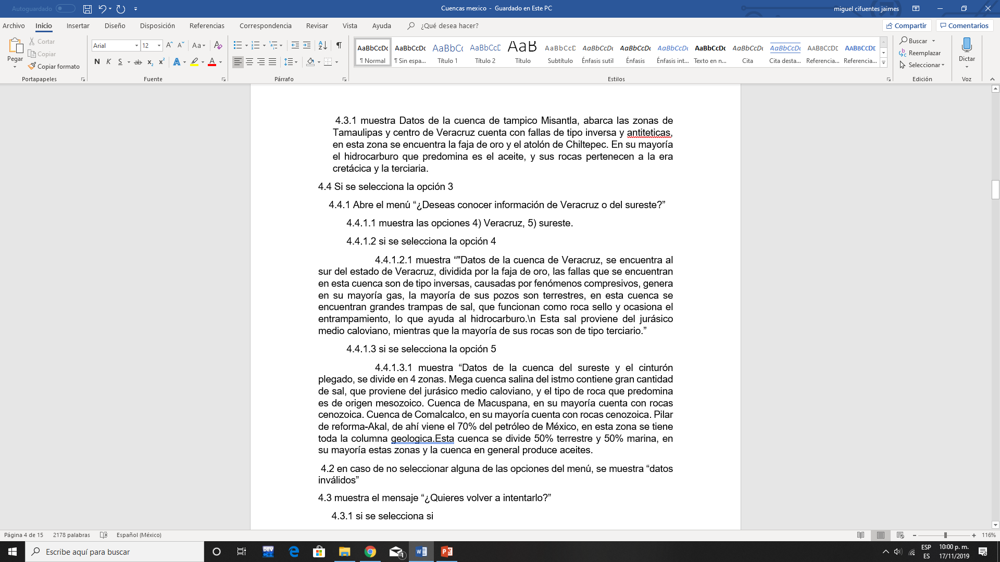 Autoguardado
Cuencas mexico - Guardado en Este PC
miguel cifuentes jaimes
Archivo Inicio Insertar Diseño Disposición Referencias Correspondencia Revisar Vista Ayuda ¿Qué desea hacer?
Compartir Comentarios
Pegar
Cortar
Copiar
Copiar formato
Portapapeles
Arial 12
N K S ab x₂ x²
Fuente
Párrafo
AaBbCcDc AaBbCcDc AaBbCc AaBbCcD AaB AaBbCcD AaBbCcDc AaBbCcDc AaBbCcDc AaBbCcDc AaBbCcDc AaBbCcDc AABBCCDE AABBCCDE
¶ Normal ¶ Sin espa... Título 1 Título 2 Título Subtítulo Énfasis sutil Énfasis Énfasis int... Texto en n... Cita Cita desta... Referencia... Referencia...
Estilos
Buscar
Reemplazar
Seleccionar
Edición
Dictar
Voz
4.3.1 muestra Datos de la cuenca de tampico Misantla, abarca las zonas de
Tamaulipas y centro de Veracruz cuenta con fallas de tipo inversa y antiteticas,
en esta zona se encuentra la faja de oro y el atolón de Chiltepec. En su mayoría
el hidrocarburo que predomina es el aceite, y sus rocas pertenecen a la era
cretácica y la terciaria.
4.4 Si se selecciona la opción 3
4.4.1 Abre el menú “¿Deseas conocer información de Veracruz o del sureste?”
4.4.1.1 muestra las opciones 4) Veracruz, 5) sureste.
4.4.1.2 si se selecciona la opción 4
4.4.1.2.1 muestra “"Datos de la cuenca de Veracruz, se encuentra al
sur del estado de Veracruz, dividida por la faja de oro, las fallas que se encuentran
en esta cuenca son de tipo inversas, causadas por fenómenos compresivos, genera
en su mayoría gas, la mayoría de sus pozos son terrestres, en esta cuenca se
encuentran grandes trampas de sal, que funcionan como roca sello y ocasiona el
entrampamiento, lo que ayuda al hidrocarburo.\n Esta sal proviene del jurásico
medio caloviano, mientras que la mayoría de sus rocas son de tipo terciario.”
4.4.1.3 si se selecciona la opción 5
4.4.1.3.1 muestra “Datos de la cuenca del sureste y el cinturón
plegado, se divide en 4 zonas. Mega cuenca salina del istmo contiene gran cantidad
de sal, que proviene del jurásico medio caloviano, y el tipo de roca que predomina
es de origen mesozoico. Cuenca de Macuspana, en su mayoría cuenta con rocas
cenozoica. Cuenca de Comalcalco, en su mayoría cuenta con rocas cenozoica. Pilar
de reforma-Akal, de ahí viene el 70% del petróleo de México, en esta zona se tiene
toda la columna geologica.Esta cuenca se divide 50% terrestre y 50% marina, en
su mayoría estas zonas y la cuenca en general produce aceites.
4.2 en caso de no seleccionar alguna de las opciones del menú, se muestra “datos
inválidos”
4.3 muestra el mensaje “¿Quieres volver a intentarlo?”
4.3.1 si se selecciona si
Página 4 de 15 2178 palabras Español (México) 116%
Escribe aquí para buscar
DEV C++
ESP
ES
10:00 p. m.
17/11/2019